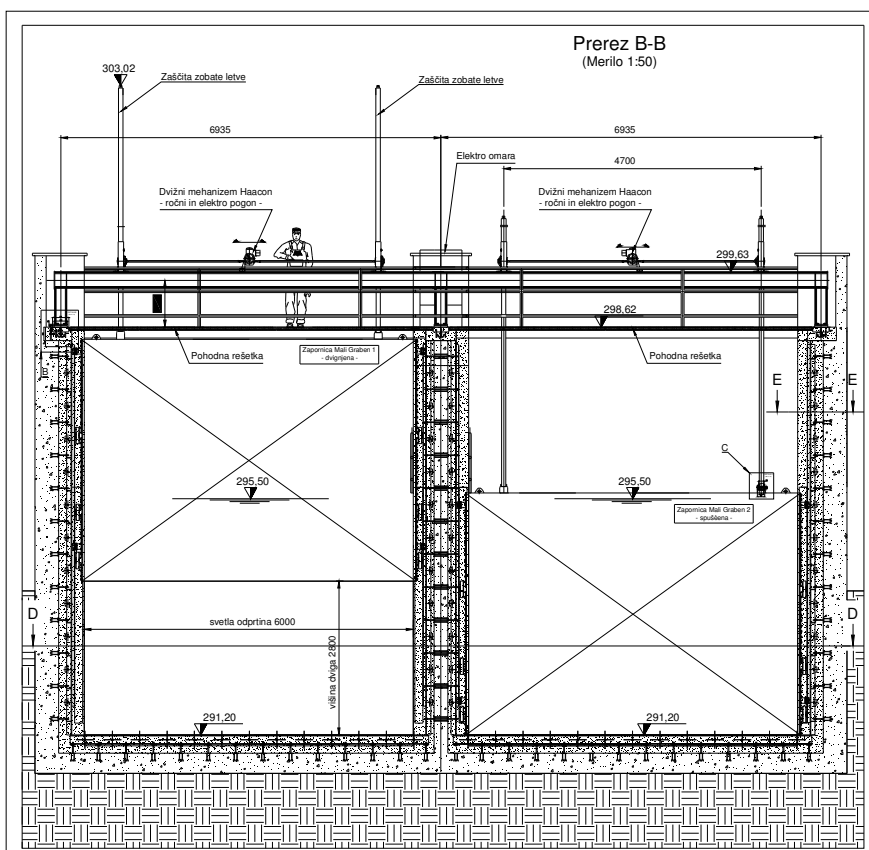 Prerez B-B
(Merilo 1:50)
303,02
Zaščita zobate letve
Zaščita zobate letve
6935
6935
Elektro omara
4700
Dvižni mehanizem Haacon
- ročni in elektro pogon -
Dvižni mehanizem Haacon
- ročni in elektro pogon -
299,63
298,62
Pohodna rešetka
Zapornica Mali Graben 1
- dvignjena -
Pohodna rešetka
B
E
E
C
295,50
295,50
Zapornica Mali Graben 2
- spuščena -
D
D
svetla odprtina 6000
višina dviga 2800
291,20
291,20